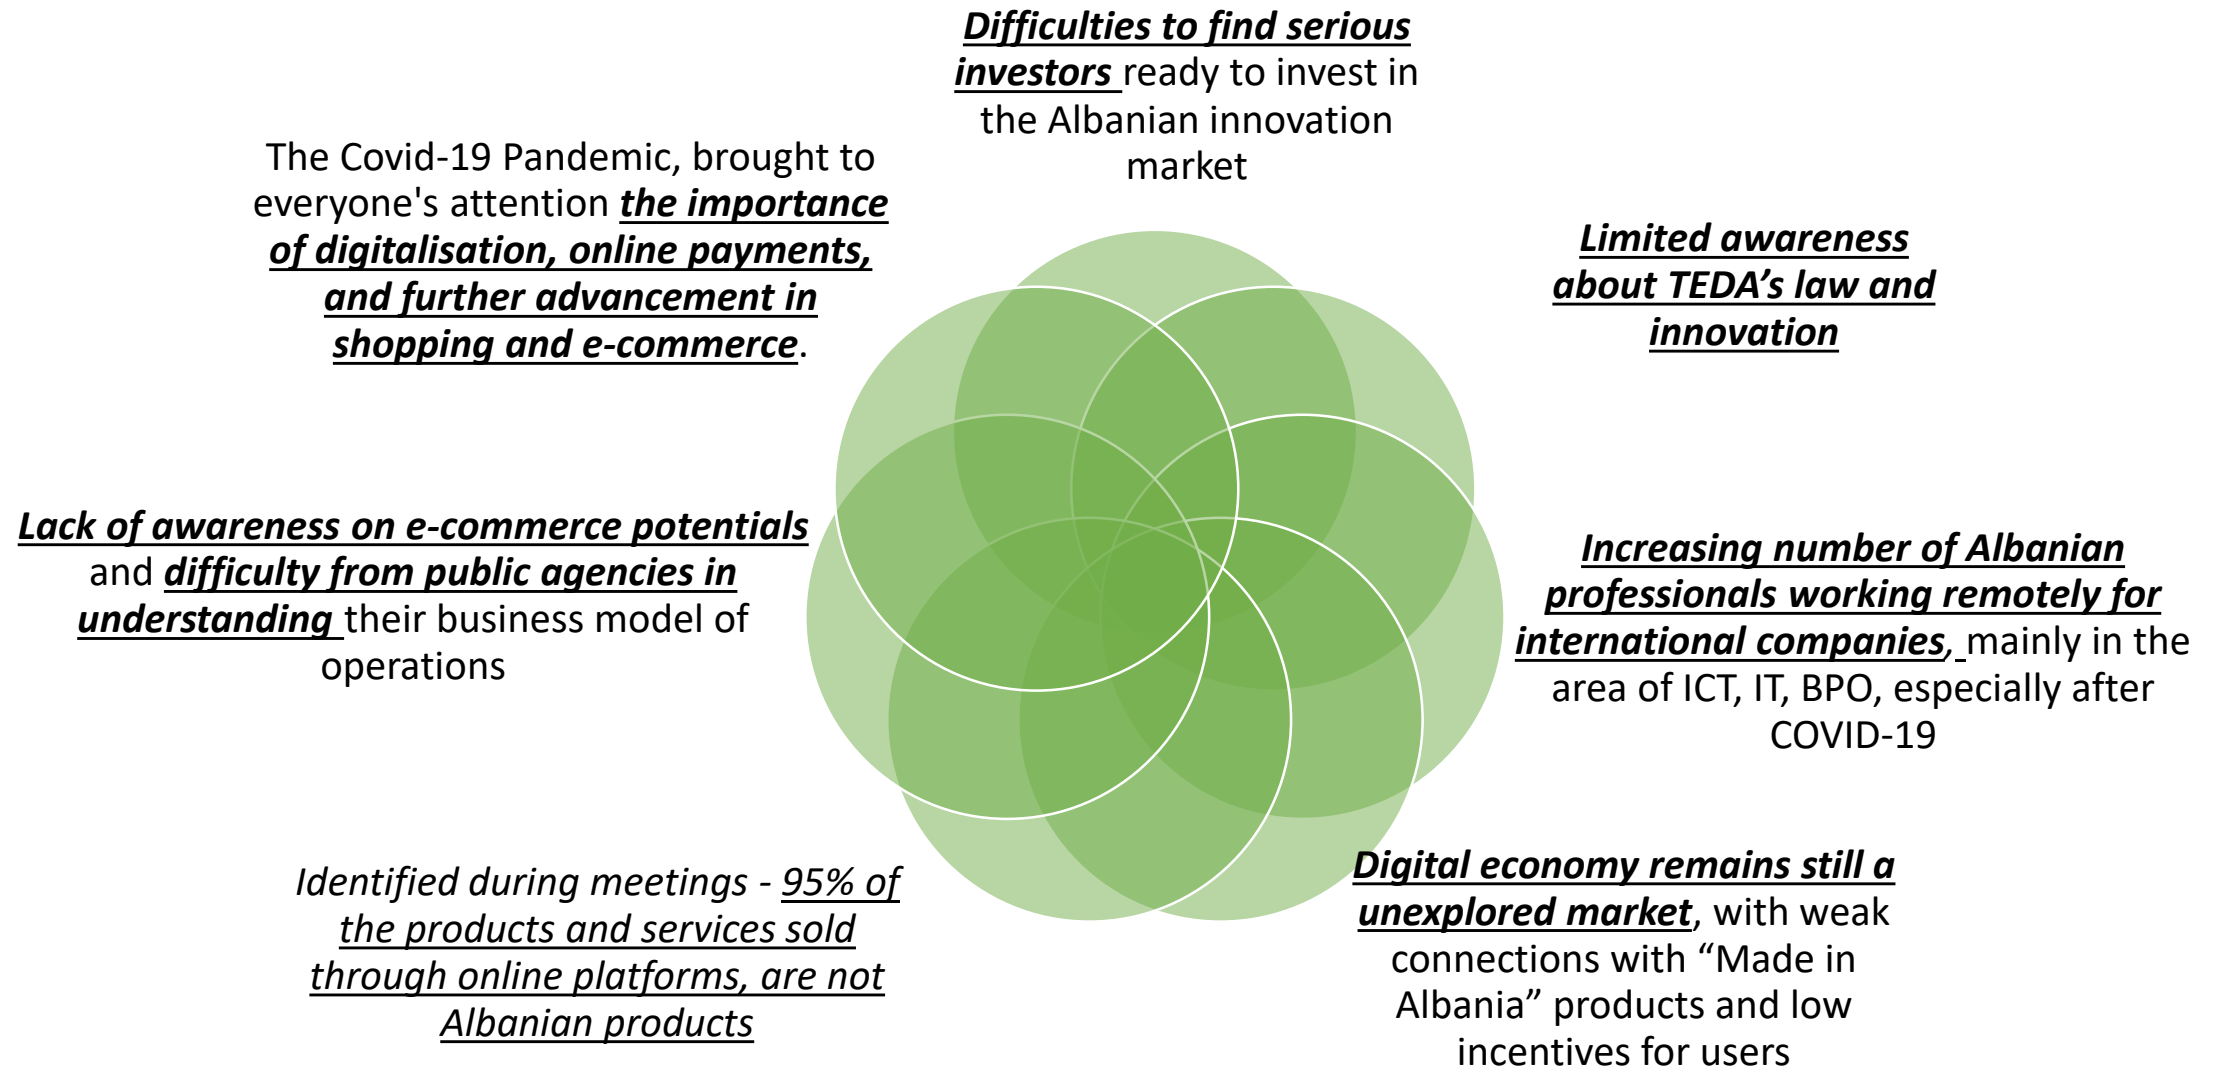 Difficulties to find serious
investors ready to invest in
the Albanian innovation
market
Limited awareness
about TEDA’s law and
innovation
Increasing number of Albanian
professionals working remotely for
international companies, mainly in the
area of ICT, IT, BPO, especially after
COVID-19
Digital economy remains still a
unexplored market, with weak
connections with “Made in
Albania” products and low
incentives for users
Identified during meetings - 95% of
the products and services sold
through online platforms, are not
Albanian products
Lack of awareness on e-commerce potentials
and difficulty from public agencies in
understanding their business model of
operations
The Covid-19 Pandemic, brought to
everyone's attention the importance
of digitalisation, online payments,
and further advancement in
shopping and e-commerce.